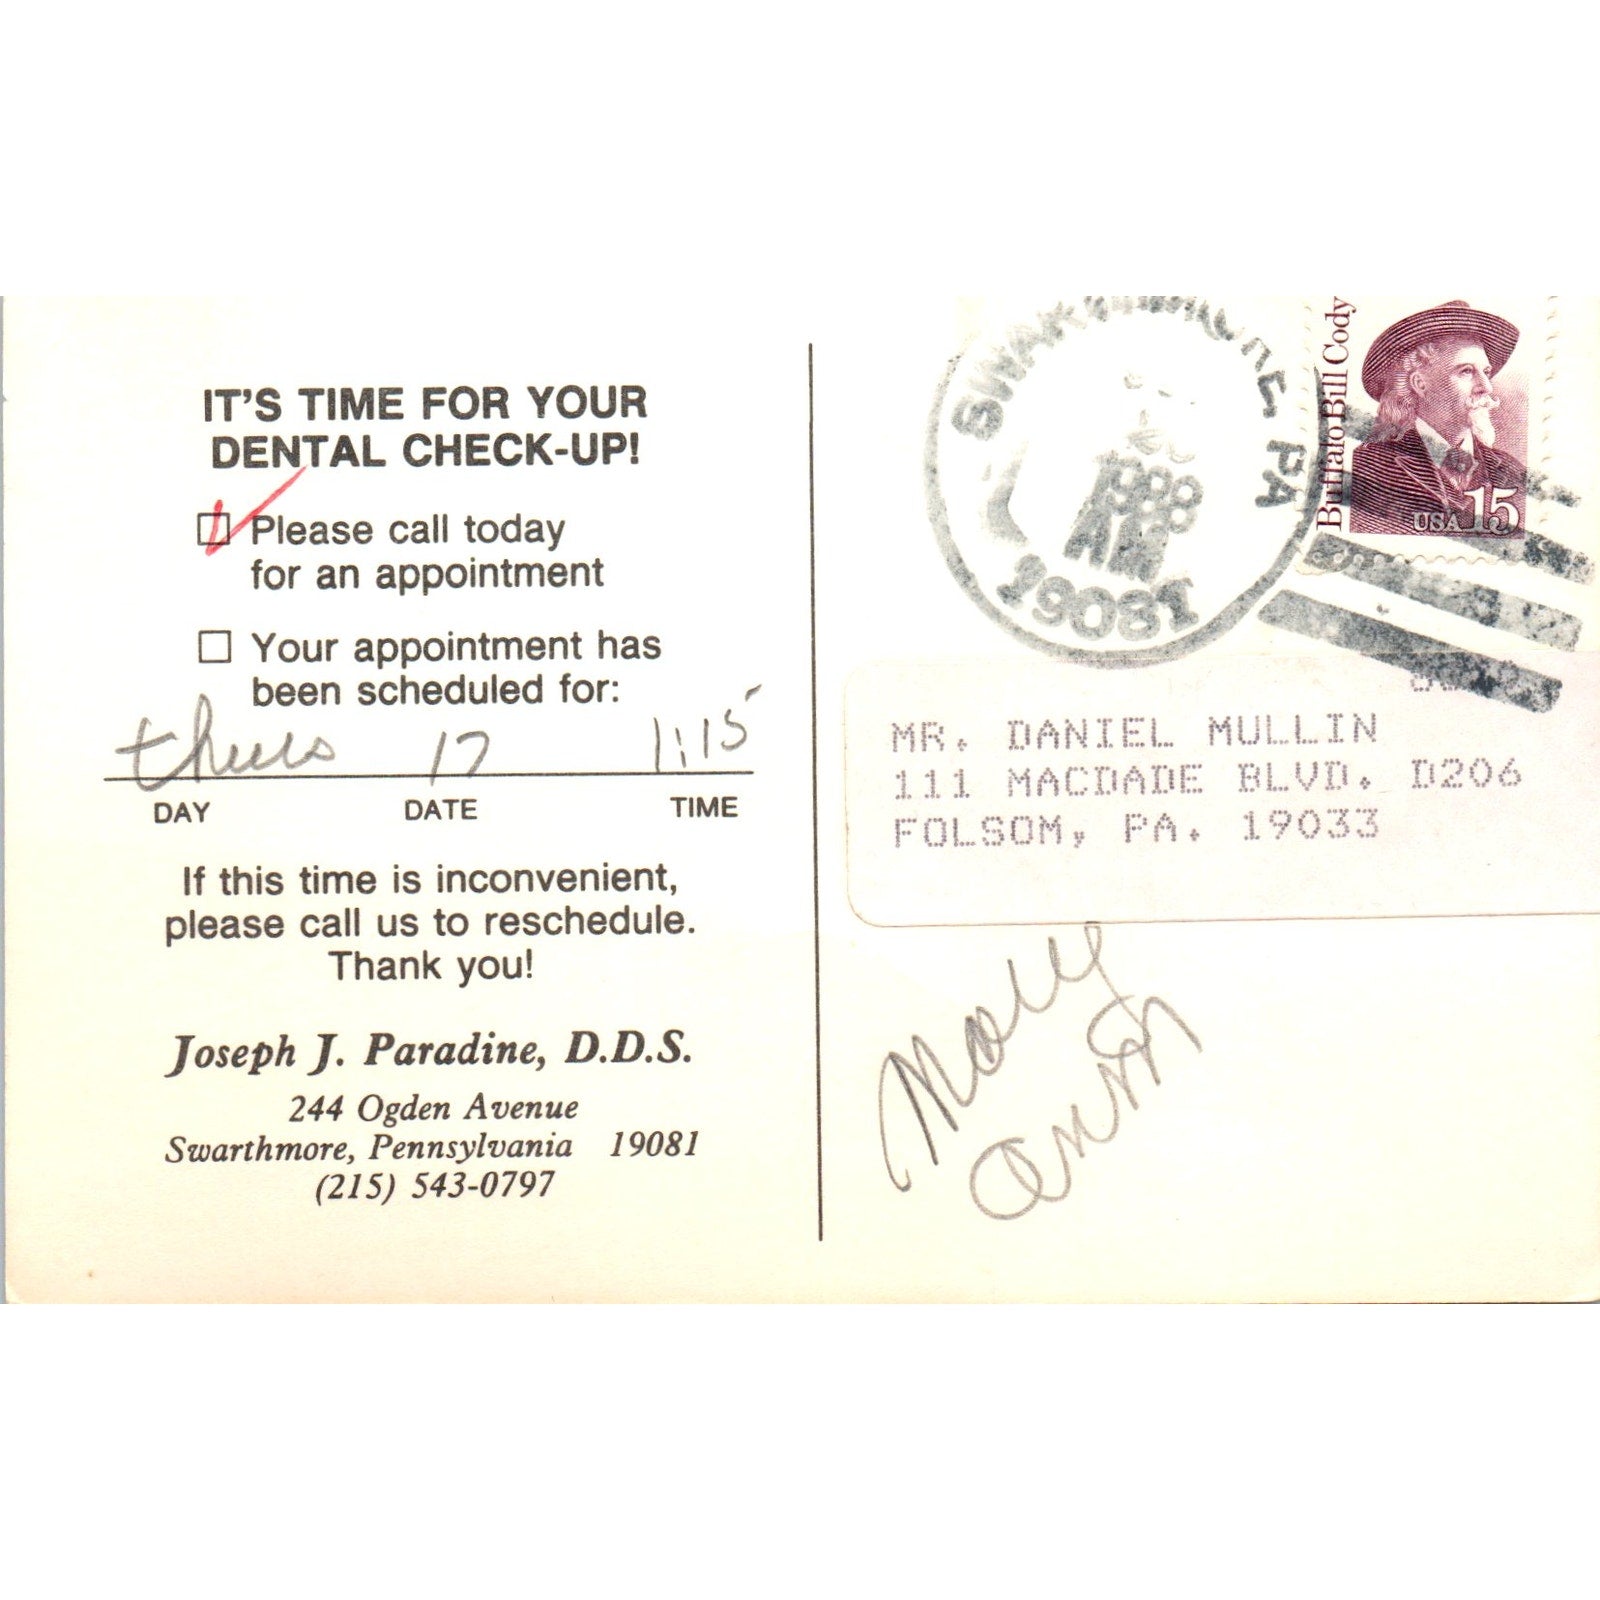 IT'S TIME FOR YOUR
DENTAL CHECK-UP!
Please call today
for an appointment
Your appointment has
been scheduled for:
thurs 17 1:15
DAY DATE TIME
If this time is inconvenient,
please call us to reschedule.
Thank you!
Joseph J. Paradine, D.D.S.
244 Ogden Avenue
Swarthmore, Pennsylvania 19081
(215) 543-0797
SWARTHMORE, PA
1988
AM
19081
Buffalo Bill Cody
USA 15
MR. DANIEL MULLIN
111 MACDADE BLVD. D206
FOLSOM, PA. 19033